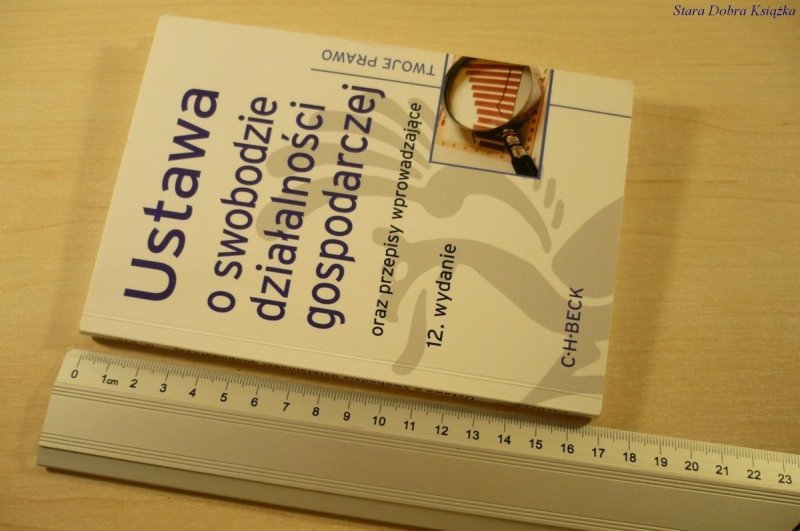 Stara Dobra Książka
TWOJE PRAWO
Ustawa
o swobodzie
działalności
gospodarczej
oraz przepisy wprowadzające
12. wydanie
C·H·BECK
0 1cm 2 3 4 5 6 7 8 9 10 11 12 13 14 15 16 17 18 19 20 21 22 23